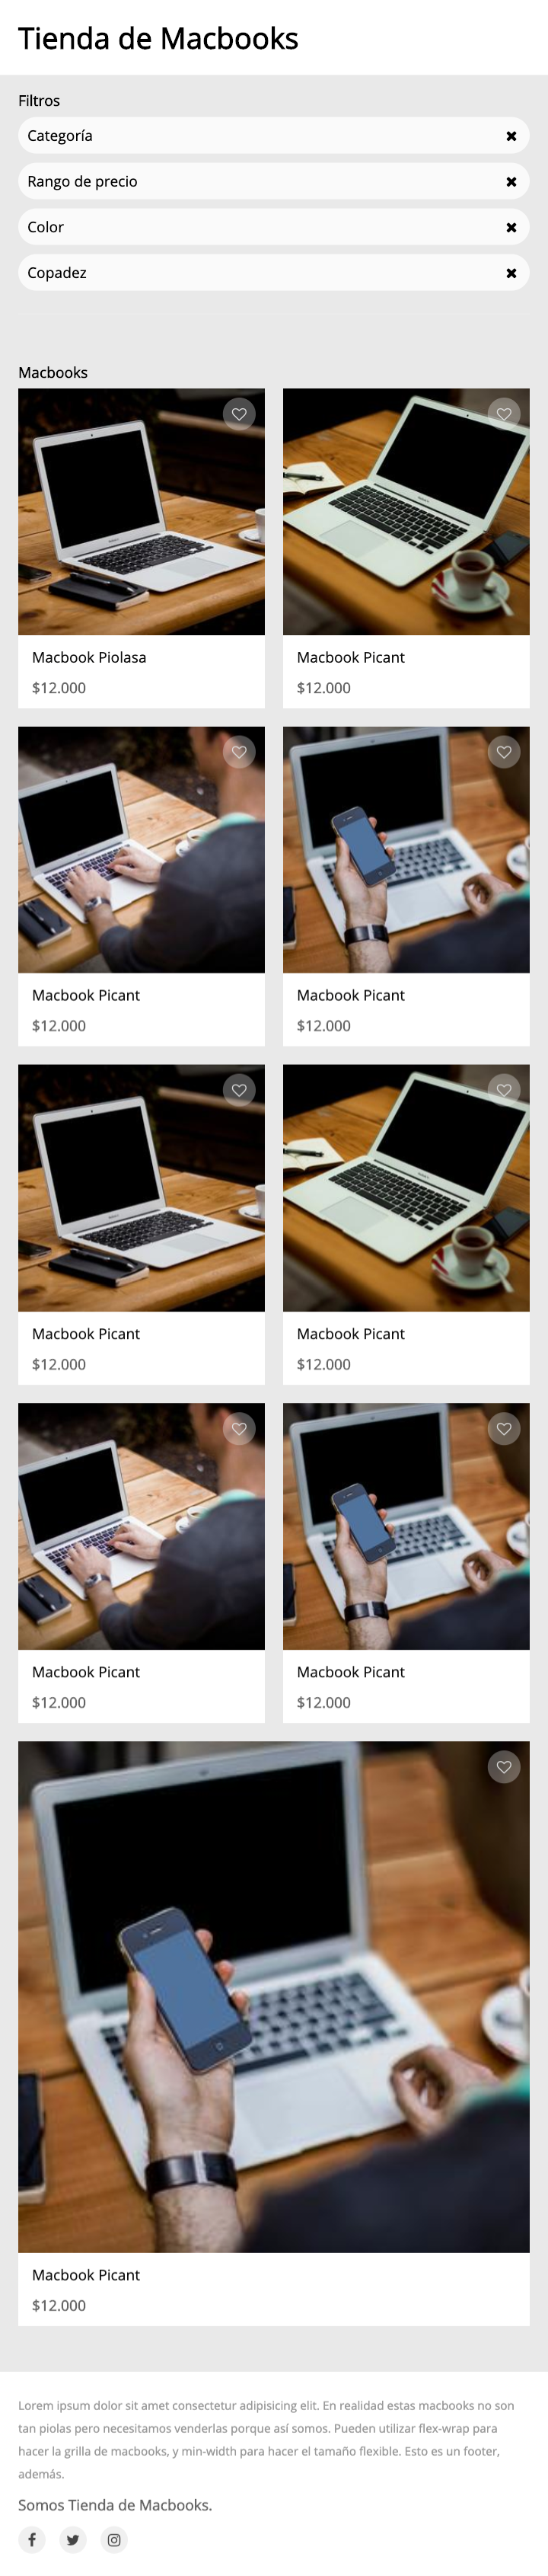 Tienda de Macbooks
Filtros
Categoría
Rango de precio
Color
Copadez
Macbooks
Macbook Piolasa
$12.000
Macbook Picant
$12.000
Macbook Picant
$12.000
Macbook Picant
$12.000
Macbook Picant
$12.000
Macbook Picant
$12.000
Macbook Picant
$12.000
Macbook Picant
$12.000
Macbook Picant
$12.000
Lorem ipsum dolor sit amet consectetur adipisicing elit. En realidad estas macbooks no son
tan piolas pero necesitamos venderlas porque así somos. Pueden utilizar flex-wrap para
hacer la grilla de macbooks, y min-width para hacer el tamaño flexible. Esto es un footer,
además.
Somos Tienda de Macbooks.